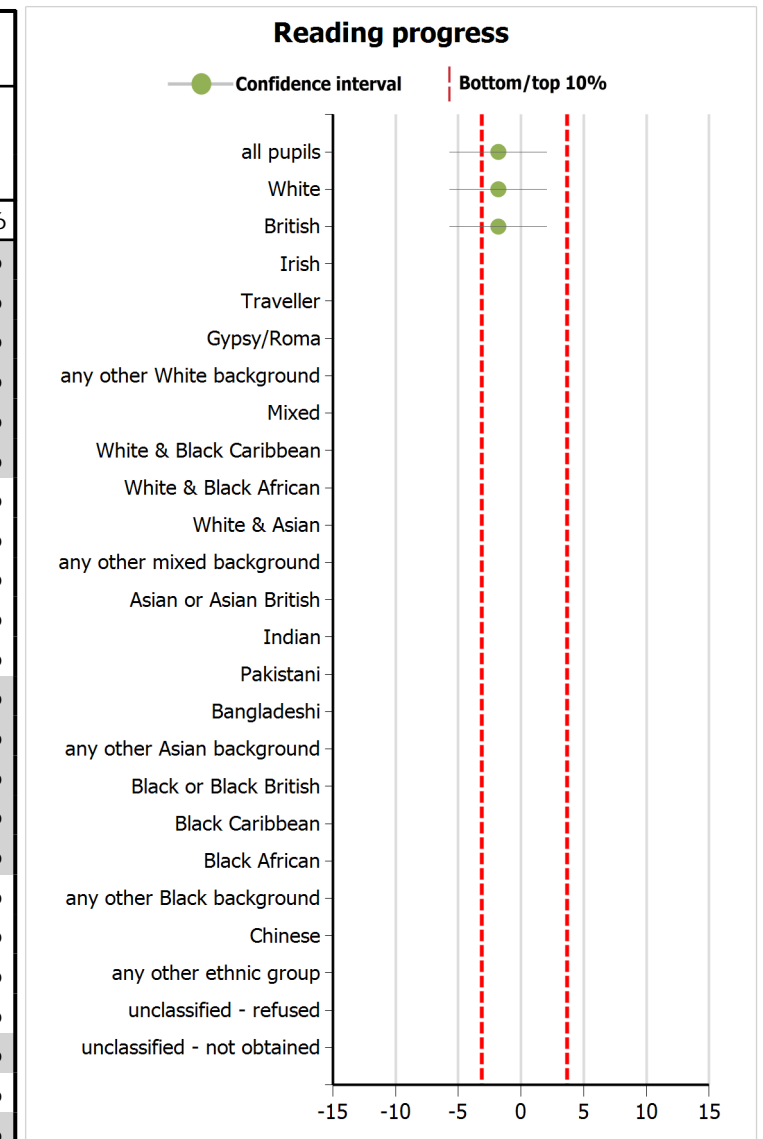 Reading progress
Confidence interval Bottom/top 10%
all pupils
White
British
Irish
Traveller
Gypsy/Roma
any other White background
Mixed
White & Black Caribbean
White & Black African
White & Asian
any other mixed background
Asian or Asian British
Indian
Pakistani
Bangladeshi
any other Asian background
Black or Black British
Black Caribbean
Black African
any other Black background
Chinese
any other ethnic group
unclassified - refused
unclassified - not obtained
-15 -10 -5 0 5 10 15